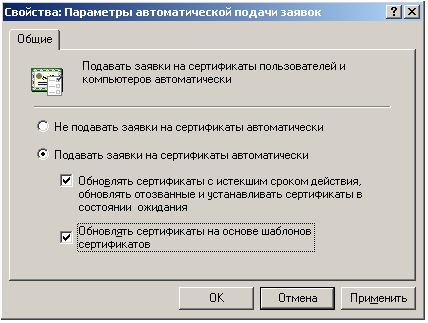 Свойства: Параметры автоматической подачи заявок
Общие
Подавать заявки на сертификаты пользователей и
компьютеров автоматически
Не подавать заявки на сертификаты автоматически
Подавать заявки на сертификаты автоматически
Обновлять сертификаты с истекшим сроком действия,
обновлять отозванные и устанавливать сертификаты в
состоянии ожидания
Обновлять сертификаты на основе шаблонов
сертификатов
OK
Отмена
Применить